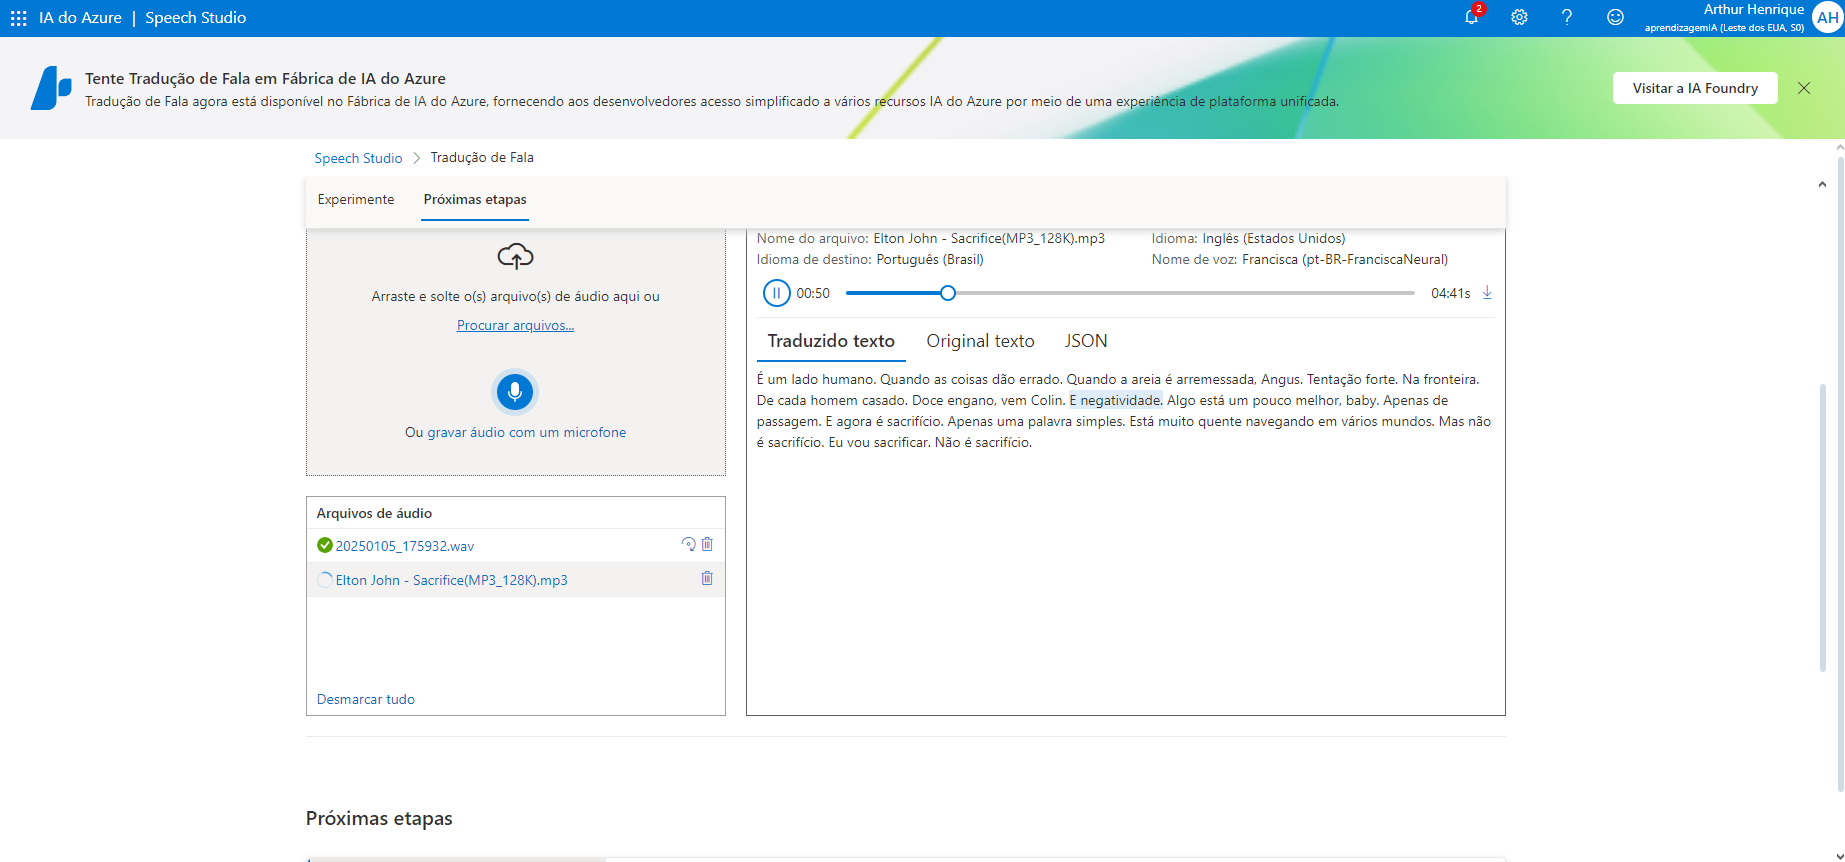 IA do Azure | Speech Studio
2
Arthur Henrique
aprendizagemIA (Leste dos EUA, S0)
AH
Tente Tradução de Fala em Fábrica de IA do Azure
Tradução de Fala agora está disponível no Fábrica de IA do Azure, fornecendo aos desenvolvedores acesso simplificado a vários recursos IA do Azure por meio de uma experiência de plataforma unificada.
Visitar a IA Foundry
Speech Studio > Tradução de Fala
Experimente
Próximas etapas
Arraste e solte o(s) arquivo(s) de áudio aqui ou
Procurar arquivos...
Ou gravar áudio com um microfone
Arquivos de áudio
20250105_175932.wav
Elton John - Sacrifice(MP3_128K).mp3
Desmarcar tudo
Nome do arquivo: Elton John - Sacrifice(MP3_128K).mp3
Idioma: Inglês (Estados Unidos)
Idioma de destino: Português (Brasil)
Nome de voz: Francisca (pt-BR-FranciscaNeural)
00:50
04:41s
Traduzido texto
Original texto
JSON
É um lado humano. Quando as coisas dão errado. Quando a areia é arremessada, Angus. Tentação forte. Na fronteira.
De cada homem casado. Doce engano, vem Colin. E negatividade. Algo está um pouco melhor, baby. Apenas de
passagem. E agora é sacrifício. Apenas uma palavra simples. Está muito quente navegando em vários mundos. Mas não
é sacrifício. Eu vou sacrificar. Não é sacrifício.
Próximas etapas